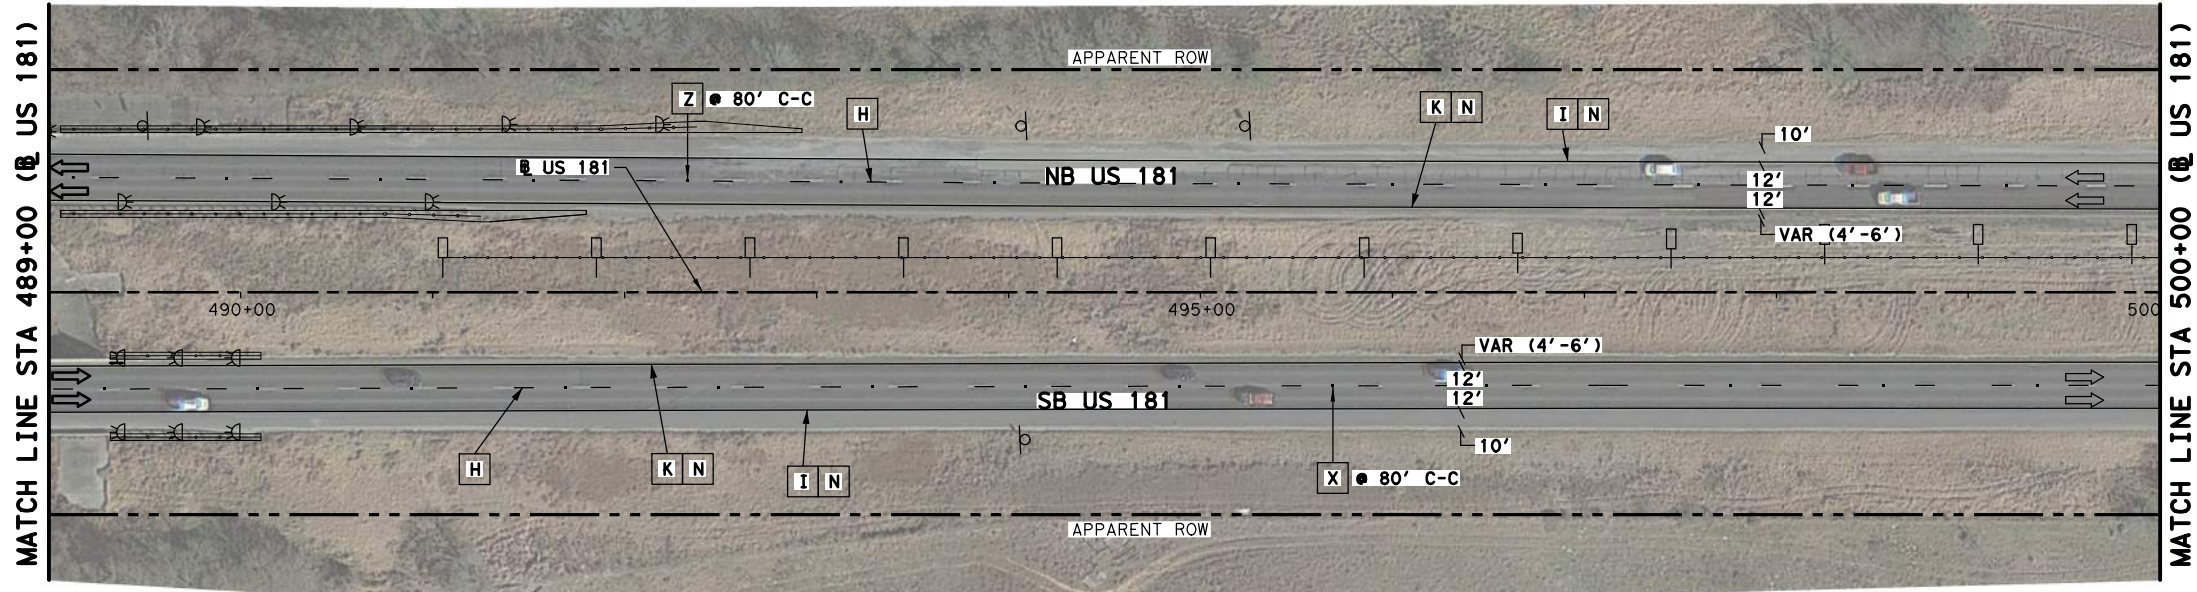 MATCH LINE STA 489+00 (℄ US 181)
APPARENT ROW
Z @ 80' C-C
H
K N
I N
10'
℄ US 181
NB US 181
12'
12'
VAR (4'-6')
490+00
495+00
500
VAR (4'-6')
12'
12'
SB US 181
10'
H
K N
I N
X @ 80' C-C
APPARENT ROW
MATCH LINE STA 500+00 (℄ US 181)